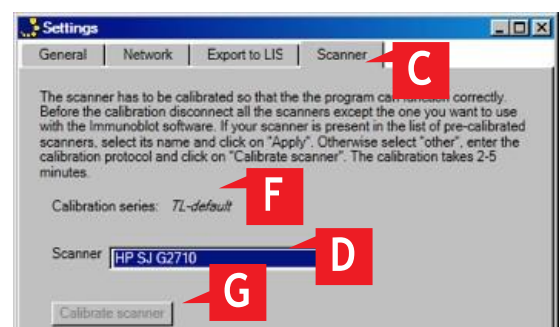 Settings
General Network Export to LIS Scanner
C
The scanner has to be calibrated so that the the program can function correctly.
Before the calibration disconnect all the scanners except the one you want to use
with the Immunoblot software. If your scanner is present in the list of pre-calibrated
scanners, select its name and click on "Apply". Otherwise select "other", enter the
calibration protocol and click on "Calibrate scanner". The calibration takes 2-5
minutes.
F
Calibration series: TL-default
Scanner HP SJ G2710
D
G
Calibrate scanner